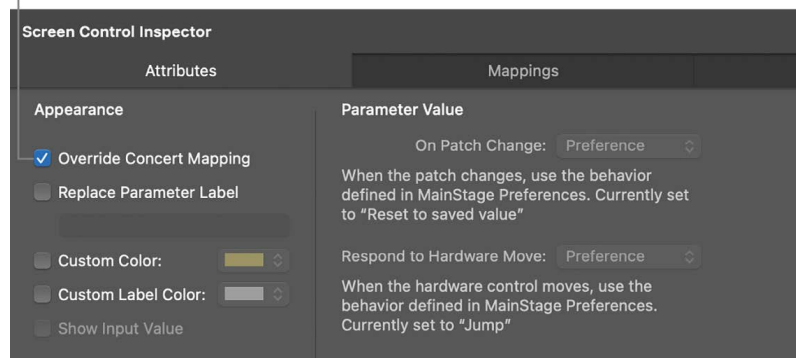 Screen Control Inspector
Attributes
Mappings
Appearance
Override Concert Mapping
Replace Parameter Label
Custom Color:
Custom Label Color:
Show Input Value
Parameter Value
On Patch Change: Preference
When the patch changes, use the behavior
defined in MainStage Preferences. Currently set
to “Reset to saved value”
Respond to Hardware Move: Preference
When the hardware control moves, use the
behavior defined in MainStage Preferences.
Currently set to “Jump”